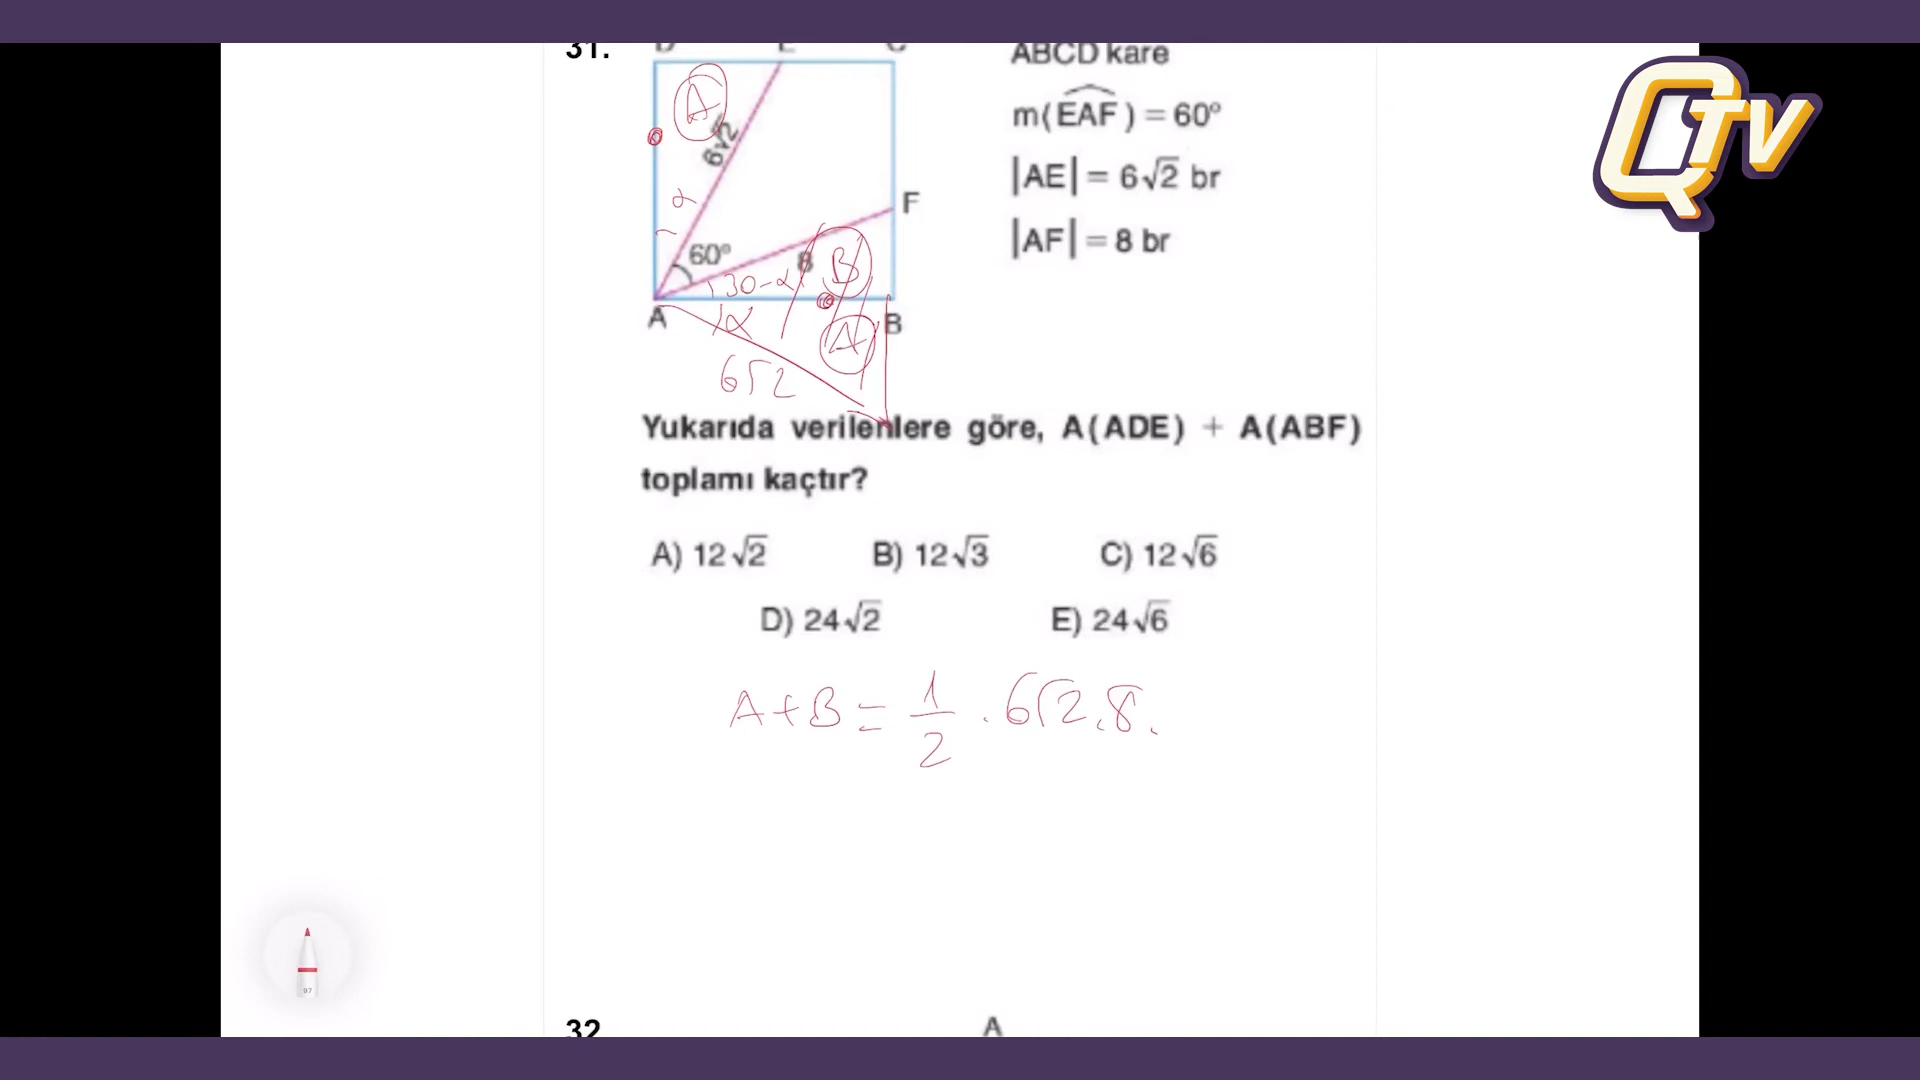 31.
D E C
ABCD kare
m(EAF) = 60°
|AE| = 6√2 br
|AF| = 8 br
A
6√2
α
60°
F
8
B
30-α
α
A
A
B
6√2
Yukarıda verilenlere göre, A(ADE) + A(ABF)
toplamı kaçtır?
A) 12√2 B) 12√3 C) 12√6
D) 24√2 E) 24√6
A+B = 1/2 . 6√2.8.
97
32
A
QTV